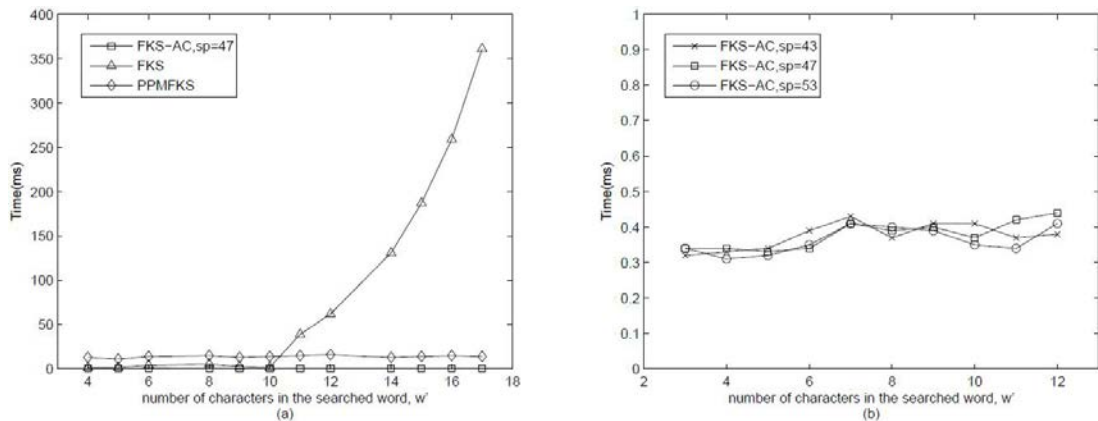 400
350
300
250
200
150
100
50
0
Time(ms)
FKS-AC,sp=47
FKS
PPMFKS
4 6 8 10 12 14 16 18
number of characters in the searched word, w'
(a)
1
0.9
0.8
0.7
0.6
0.5
0.4
0.3
0.2
0.1
0
Time(ms)
FKS-AC,sp=43
FKS-AC,sp=47
FKS-AC,sp=53
2 4 6 8 10 12
number of characters in the searched word, w'
(b)